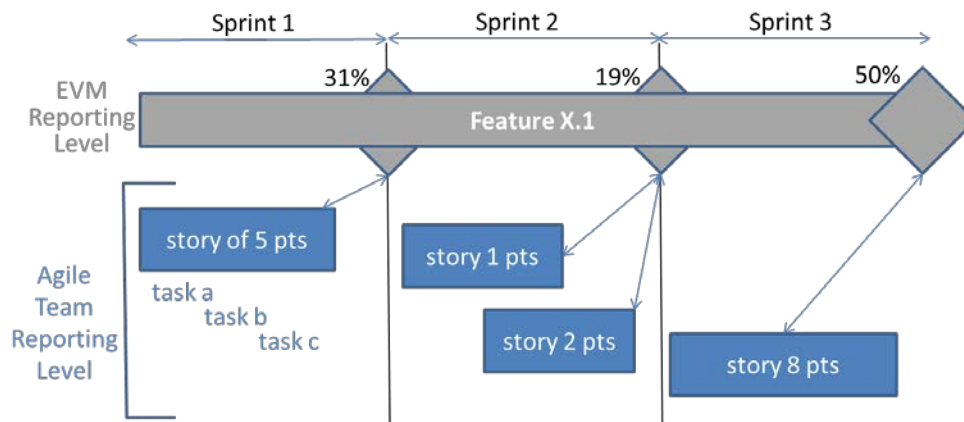 Sprint 1
Sprint 2
Sprint 3
31%
19%
50%
EVM
Reporting
Level
Feature X.1
story of 5 pts
task a
task b
task c
story 1 pts
story 2 pts
story 8 pts
Agile
Team
Reporting
Level